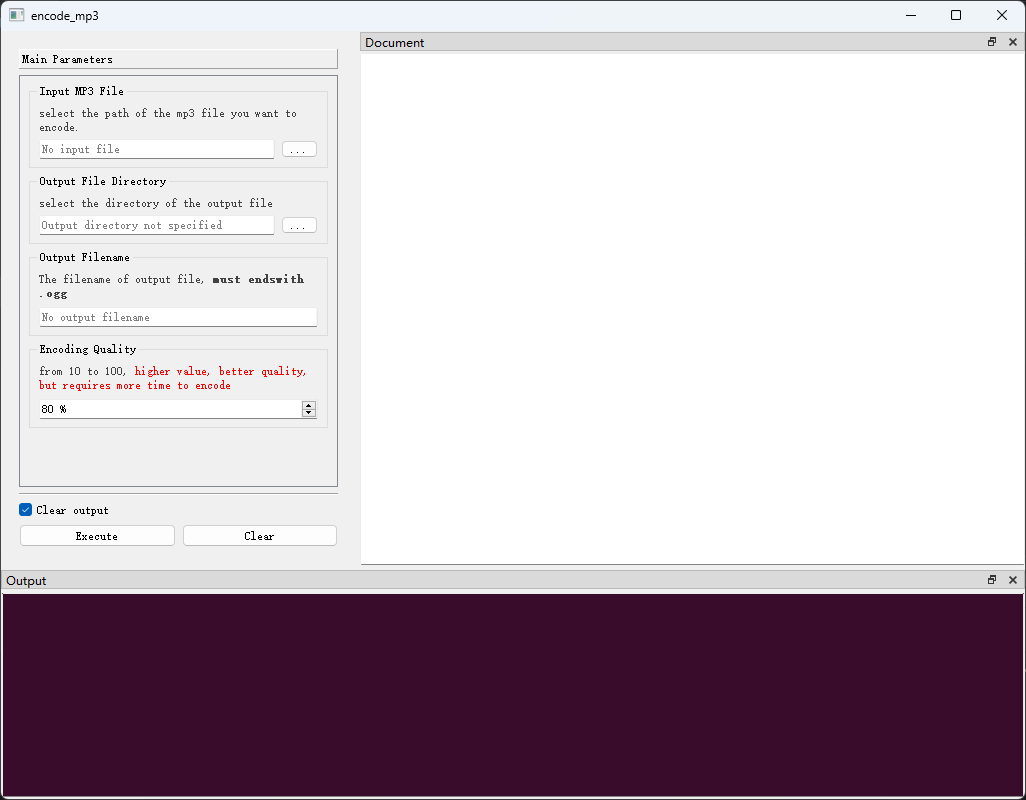 encode_mp3
Main Parameters
Input MP3 File
select the path of the mp3 file you want to
encode.
No input file
...
Output File Directory
select the directory of the output file
Output directory not specified
...
Output Filename
The filename of output file, must endswith
.ogg
No output filename
Encoding Quality
from 10 to 100, higher value, better quality,
but requires more time to encode
80 %
Clear output
Execute
Clear
Document
Output